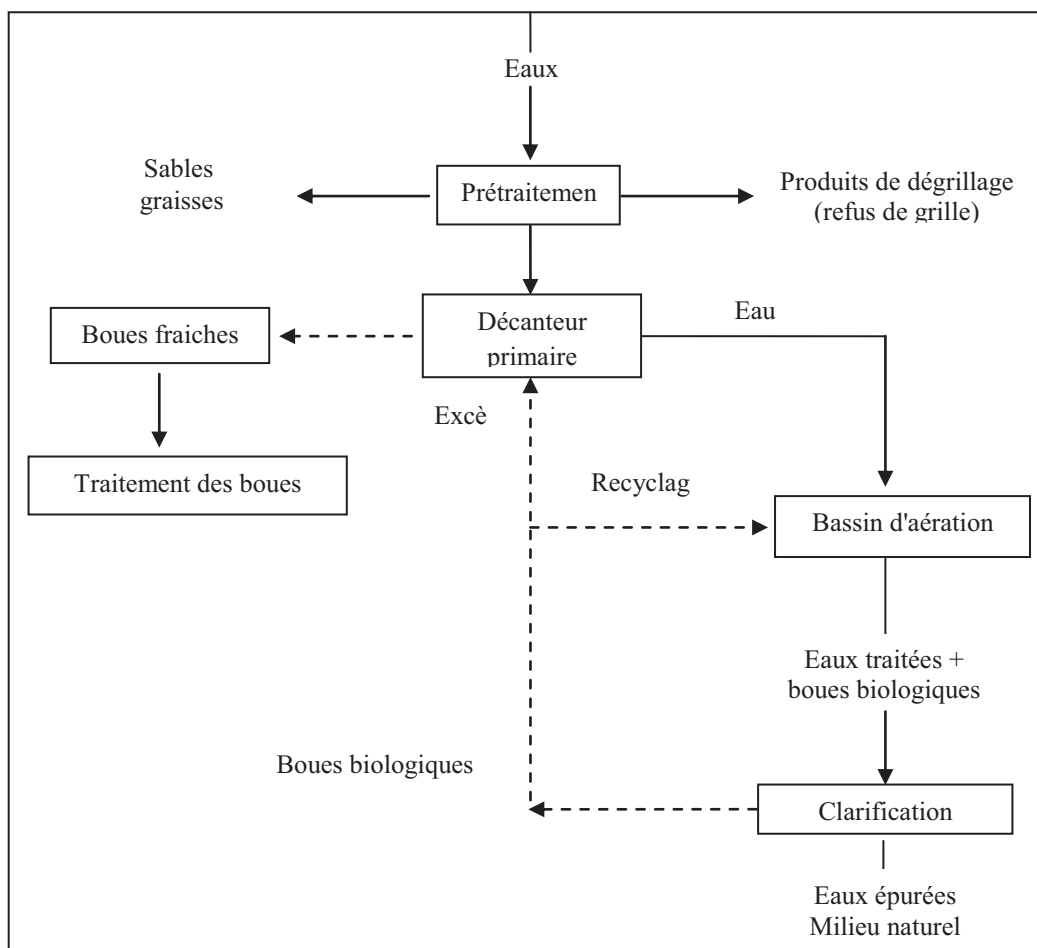 Eaux
Sables
graisses
Prétraitemen
Produits de dégrillage
(refus de grille)
Boues fraiches
Décanteur
primaire
Eau
Excè
Traitement des boues
Recyclag
Bassin d'aération
Eaux traitées +
boues biologiques
Boues biologiques
Clarification
Eaux épurées
Milieu naturel